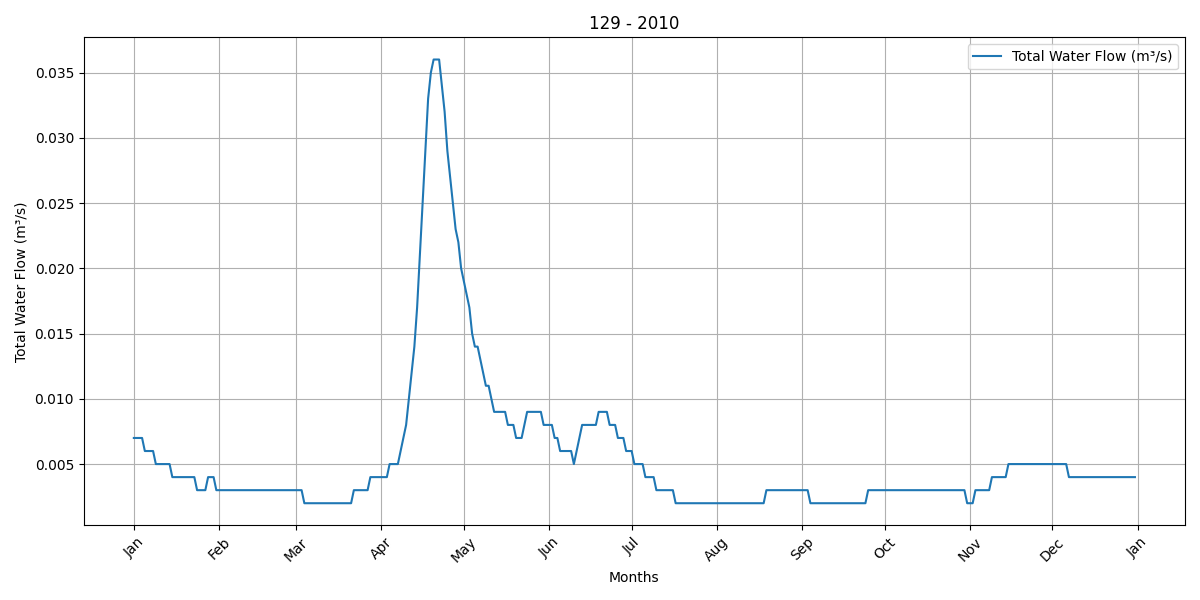 129 - 2010
Total Water Flow (m³/s)
Total Water Flow (m³/s)
0.035
0.030
0.025
0.020
0.015
0.010
0.005
Jan
Feb
Mar
Apr
May
Jun
Jul
Aug
Sep
Oct
Nov
Dec
Jan
Months